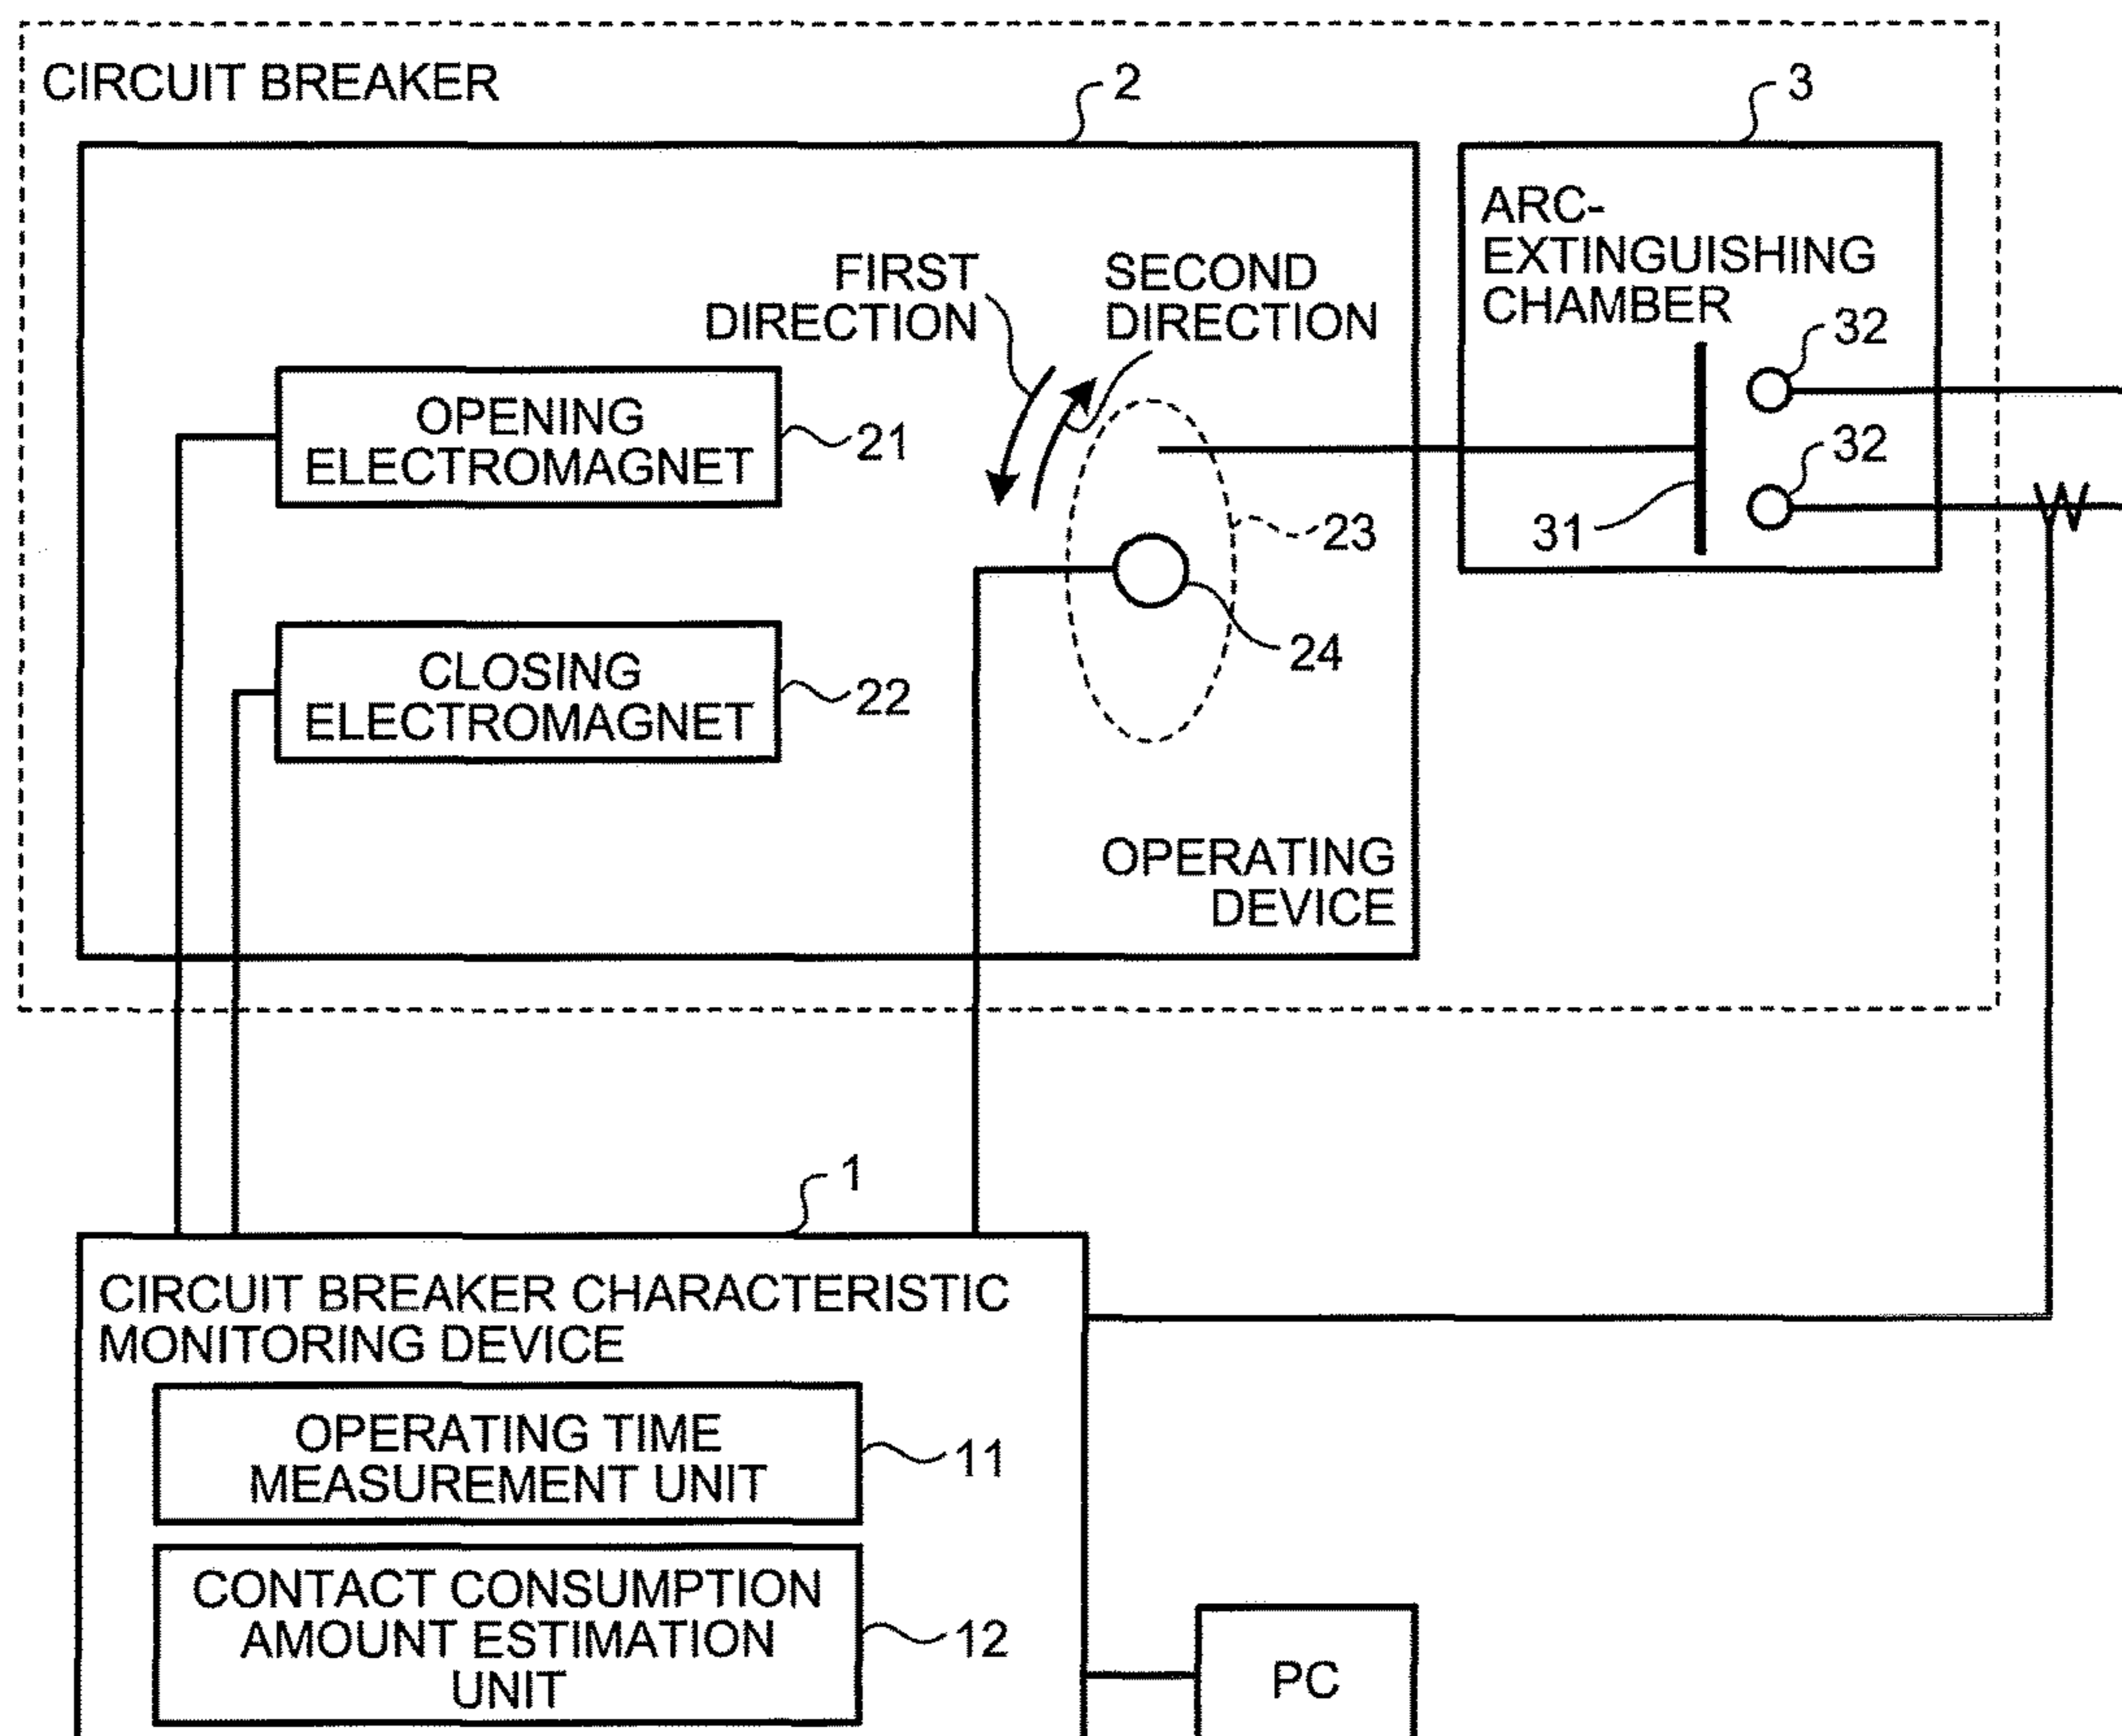 CIRCUIT BREAKER
2
3
ARC-
EXTINGUISHING
CHAMBER
FIRST
DIRECTION
SECOND
DIRECTION
32
OPENING
ELECTROMAGNET
21
32
31
23
24
CLOSING
ELECTROMAGNET
22
OPERATING
DEVICE
1
CIRCUIT BREAKER CHARACTERISTIC
MONITORING DEVICE
OPERATING TIME
MEASUREMENT UNIT
11
CONTACT CONSUMPTION
AMOUNT ESTIMATION
UNIT
12
PC